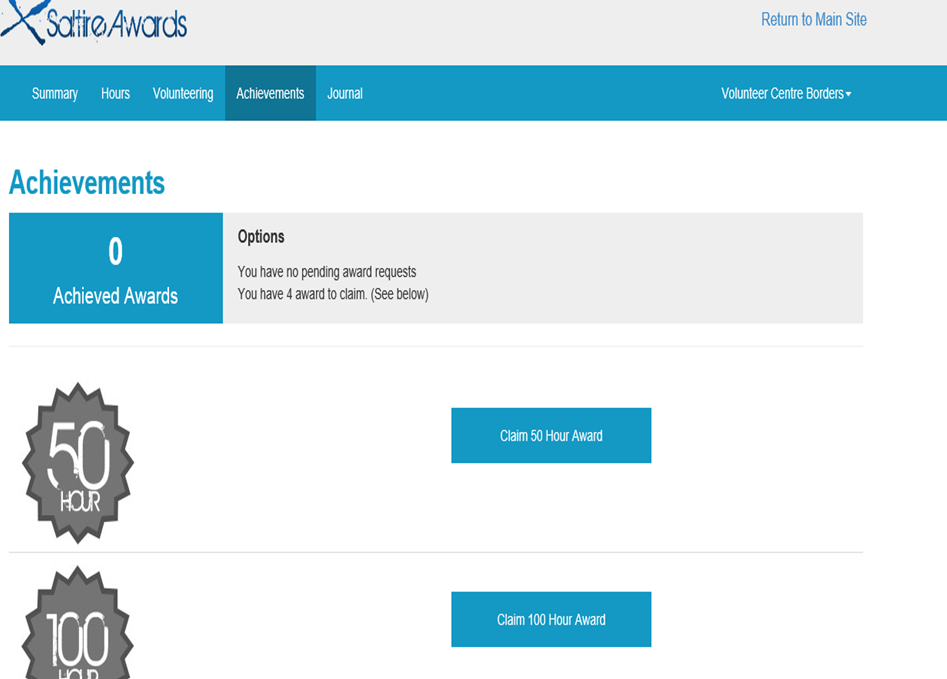 Saltire Awards
Return to Main Site
Summary Hours Volunteering Achievements Journal Volunteer Centre Borders
Achievements
0
Achieved Awards
Options
You have no pending award requests
You have 4 award to claim. (See below)
50
HOUR
Claim 50 Hour Award
100
HOUR
Claim 100 Hour Award